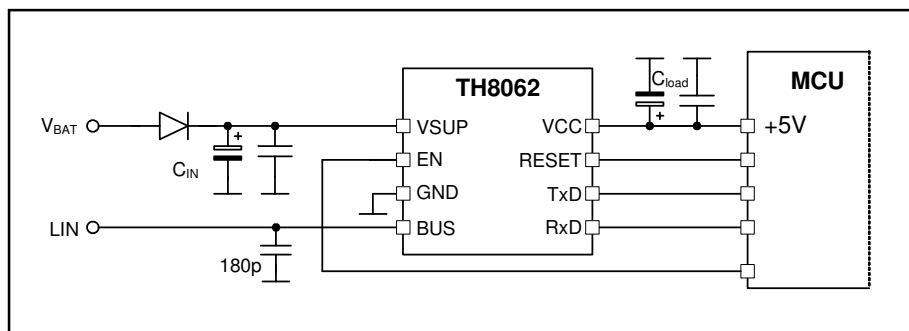 TH8062
MCU
C_load
V_BAT
+
VSUP
VCC
+
+5V
C_IN
EN
RESET
GND
TxD
LIN
BUS
RxD
180p